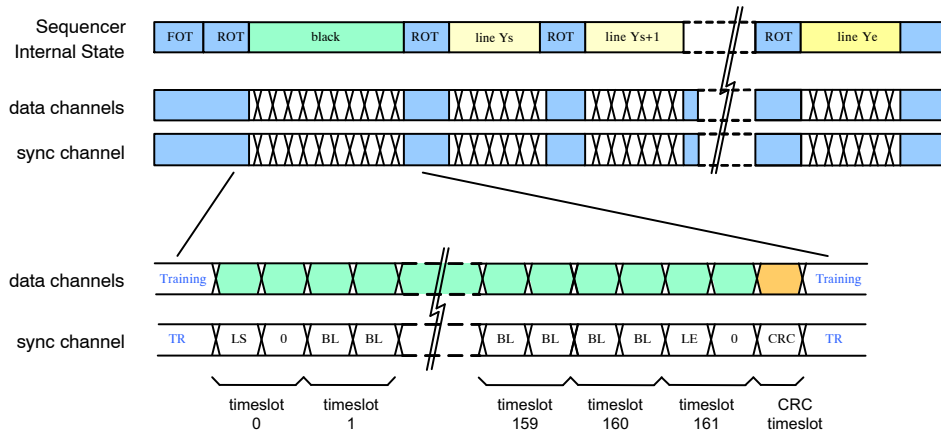 Sequencer
Internal State
FOT ROT black ROT line Ys ROT line Ys+1 ROT line Ye
data channels
sync channel
data channels Training Training
sync channel TR LS 0 BL BL BL BL BL BL LE 0 CRC TR
timeslot timeslot timeslot timeslot timeslot CRC
0 1 159 160 161 timeslot